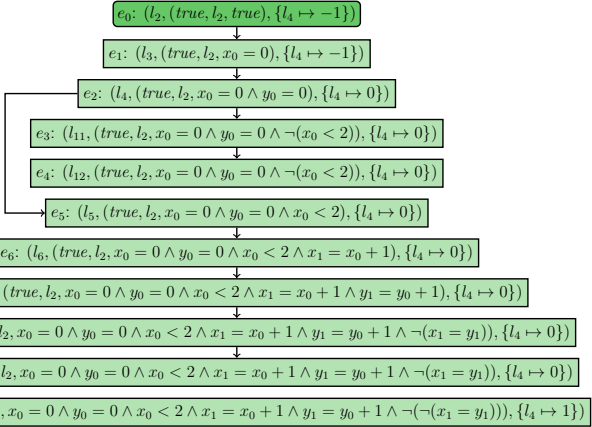 e₀: (l₂, (true, l₂, true), {l₄ ↦ −1})
e₁: (l₃, (true, l₂, x₀ = 0), {l₄ ↦ −1})
e₂: (l₄, (true, l₂, x₀ = 0 ∧ y₀ = 0), {l₄ ↦ 0})
e₃: (l₁₁, (true, l₂, x₀ = 0 ∧ y₀ = 0 ∧ ¬(x₀ < 2)), {l₄ ↦ 0})
e₄: (l₁₂, (true, l₂, x₀ = 0 ∧ y₀ = 0 ∧ ¬(x₀ < 2)), {l₄ ↦ 0})
e₅: (l₅, (true, l₂, x₀ = 0 ∧ y₀ = 0 ∧ x₀ < 2), {l₄ ↦ 0})
e₆: (l₆, (true, l₂, x₀ = 0 ∧ y₀ = 0 ∧ x₀ < 2 ∧ x₁ = x₀ + 1), {l₄ ↦ 0})
(true, l₂, x₀ = 0 ∧ y₀ = 0 ∧ x₀ < 2 ∧ x₁ = x₀ + 1 ∧ y₁ = y₀ + 1), {l₄ ↦ 0})
l₂, x₀ = 0 ∧ y₀ = 0 ∧ x₀ < 2 ∧ x₁ = x₀ + 1 ∧ y₁ = y₀ + 1 ∧ ¬(x₁ = y₁)), {l₄ ↦ 0})
l₂, x₀ = 0 ∧ y₀ = 0 ∧ x₀ < 2 ∧ x₁ = x₀ + 1 ∧ y₁ = y₀ + 1 ∧ ¬(x₁ = y₁)), {l₄ ↦ 0})
, x₀ = 0 ∧ y₀ = 0 ∧ x₀ < 2 ∧ x₁ = x₀ + 1 ∧ y₁ = y₀ + 1 ∧ ¬(¬(x₁ = y₁))), {l₄ ↦ 1})